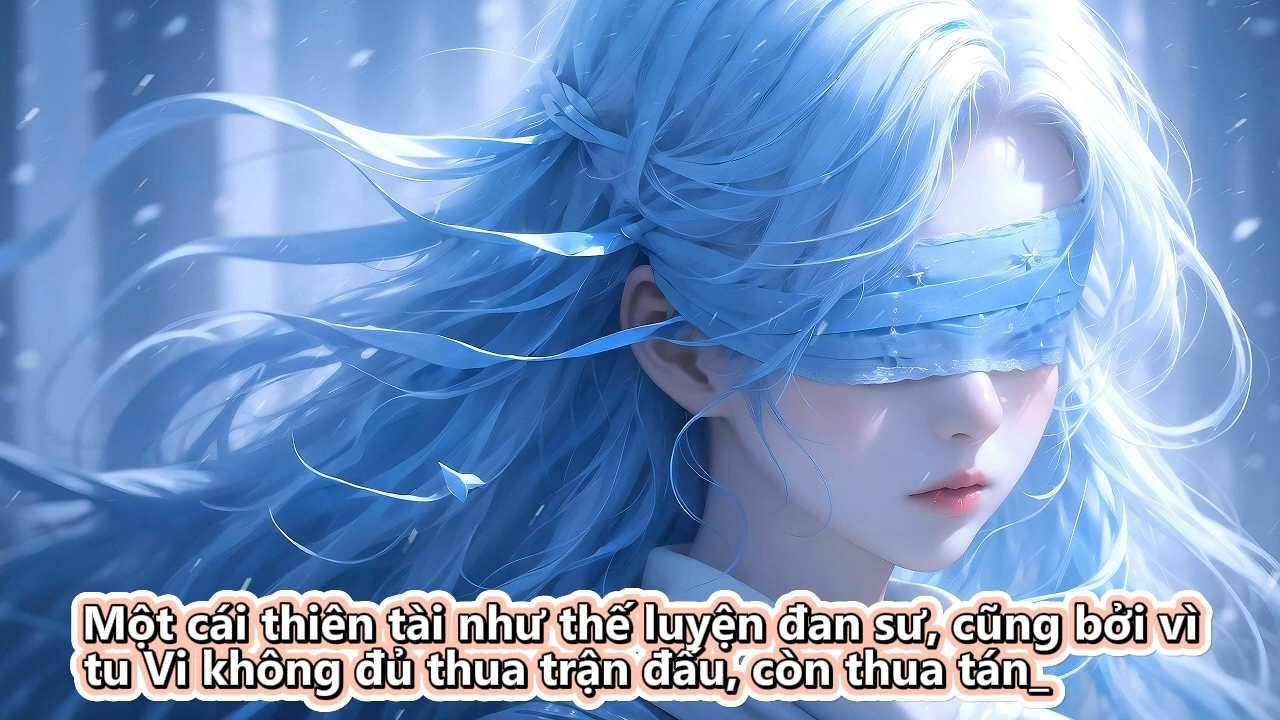 Một cái thiên tài như thế luyện đan sư, cũng bởi vì
tu Vi không đủ thua trận đấu, còn thua tán_